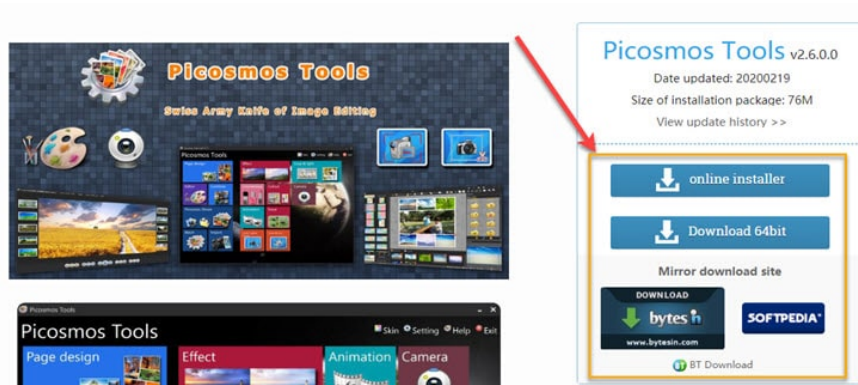 Picosmos Tools
Swiss Army Knife of Image Editing
Picosmos Tools
Picosmos Tools v2.6.0.0
Date updated: 20200219
Size of installation package: 76M
View update history >>
online installer
Download 64bit
Mirror download site
DOWNLOAD
bytesin
www.bytesin.com
SOFTPEDIA
BT Download
Picosmos Tools
Picosmos Tools
Skin Setting Help Exit
Page design
Effect
Animation
Camera